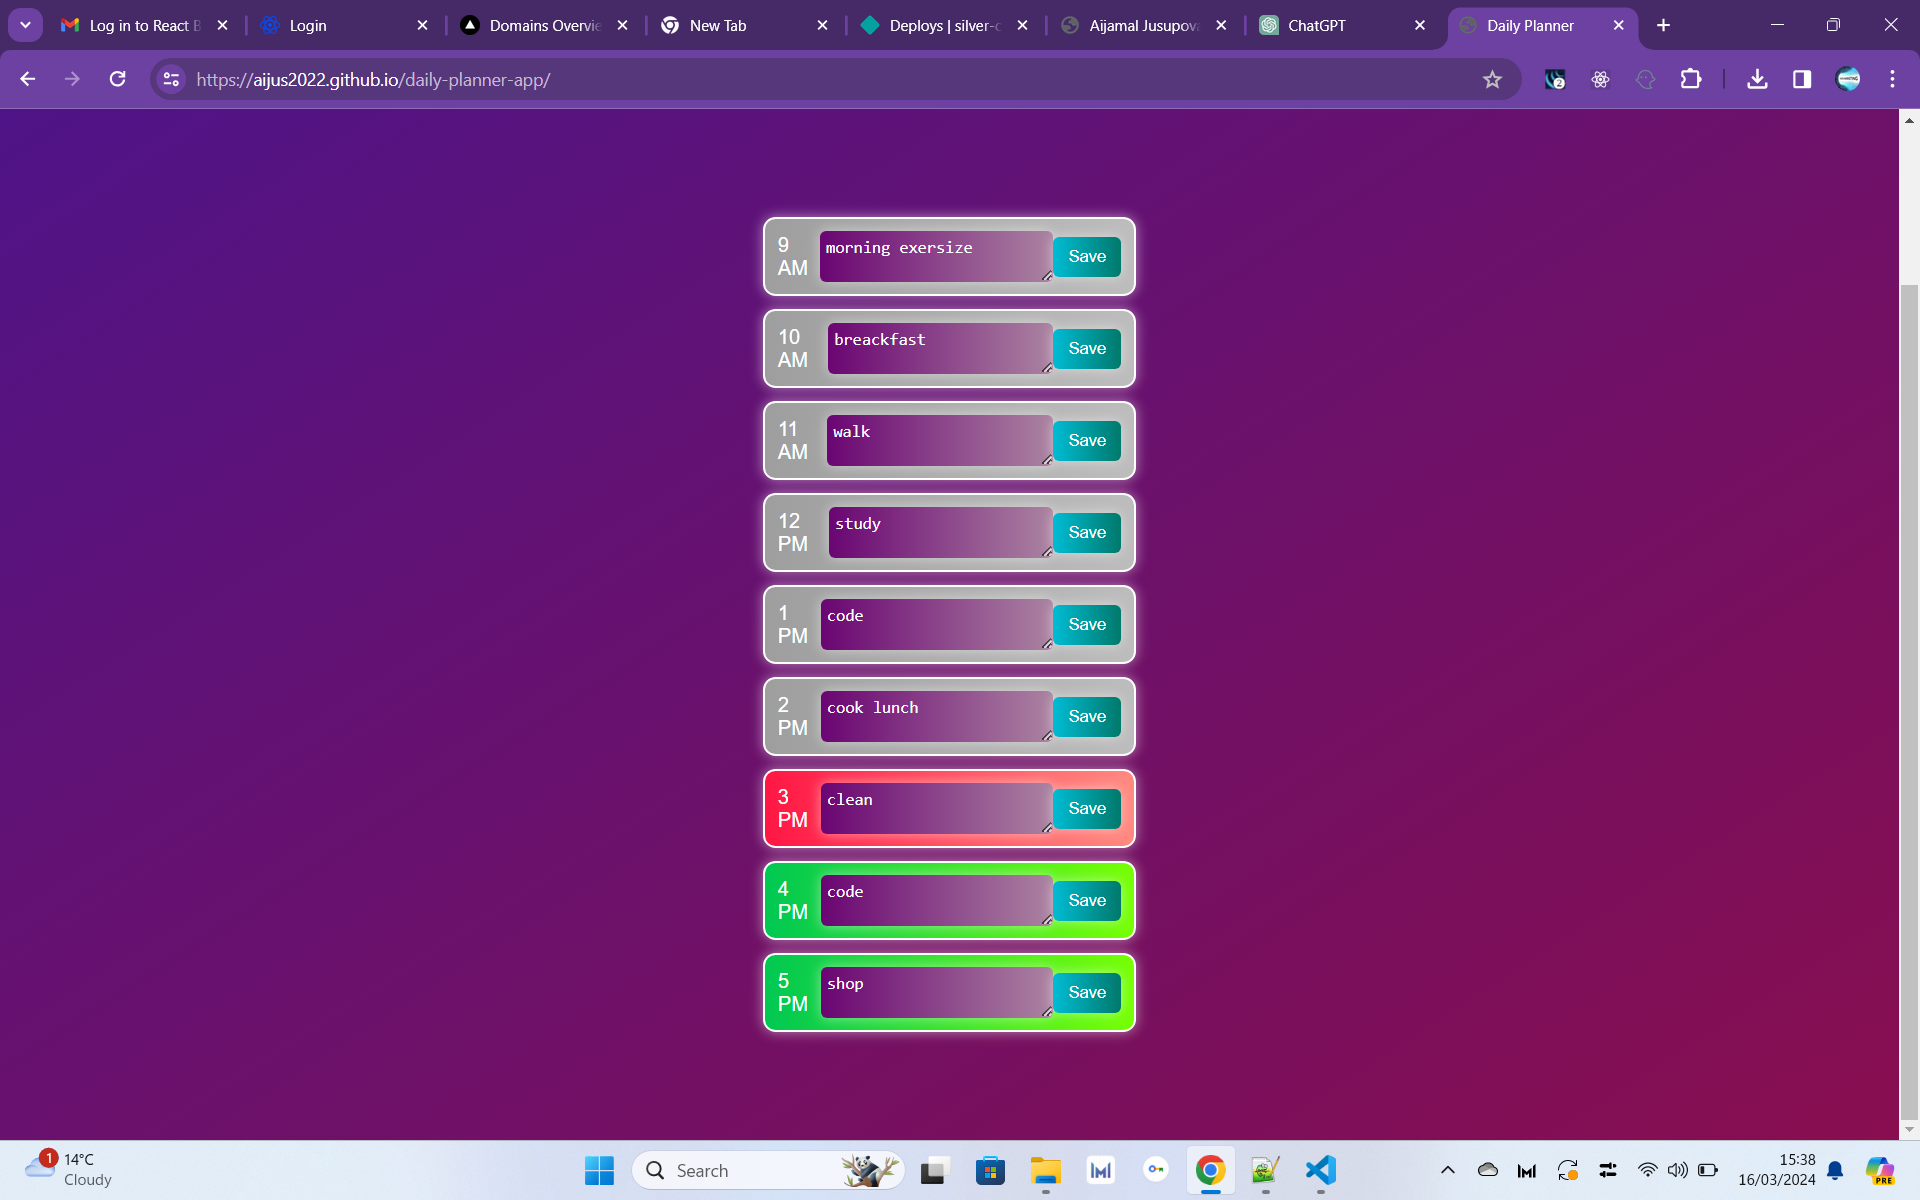 Log in to React B
Login
Domains Overvie
New Tab
Deploys | silver-c
Aijamal Jusupova
ChatGPT
Daily Planner
https://aijus2022.github.io/daily-planner-app/
2
9 AM
morning exersize
Save
10 AM
breackfast
Save
11 AM
walk
Save
12 PM
study
Save
1 PM
code
Save
2 PM
cook lunch
Save
3 PM
clean
Save
4 PM
code
Save
5 PM
shop
Save
1
14°C
Cloudy
Search
15:38
16/03/2024
PRE